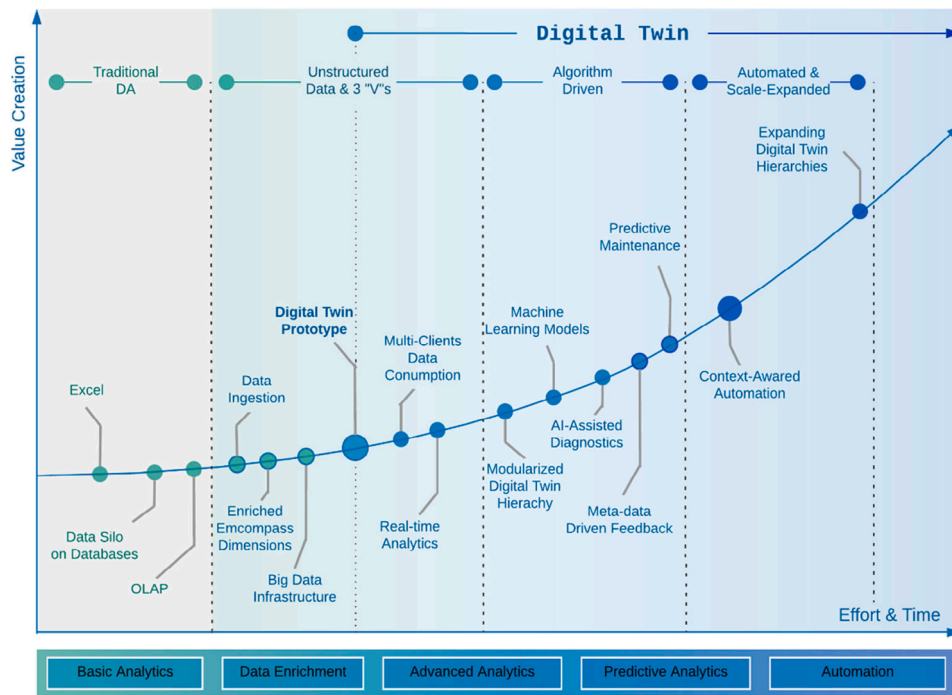 Digital Twin
Traditional
DA
Unstructured
Data & 3 "V"s
Algorithm
Driven
Automated &
Scale-Expanded
Value Creation
Expanding
Digital Twin
Hierarchies
Predictive
Maintenance
Digital Twin
Prototype
Machine
Learning Models
Multi-Clients
Data
Conumption
Excel
Data
Ingestion
Context-Awared
Automation
AI-Assisted
Diagnostics
Modularized
Digital Twin
Hierachy
Meta-data
Driven Feedback
Enriched
Emcompass
Dimensions
Real-time
Analytics
Data Silo
on Databases
OLAP
Big Data
Infrastructure
Effort & Time
Basic Analytics
Data Enrichment
Advanced Analytics
Predictive Analytics
Automation